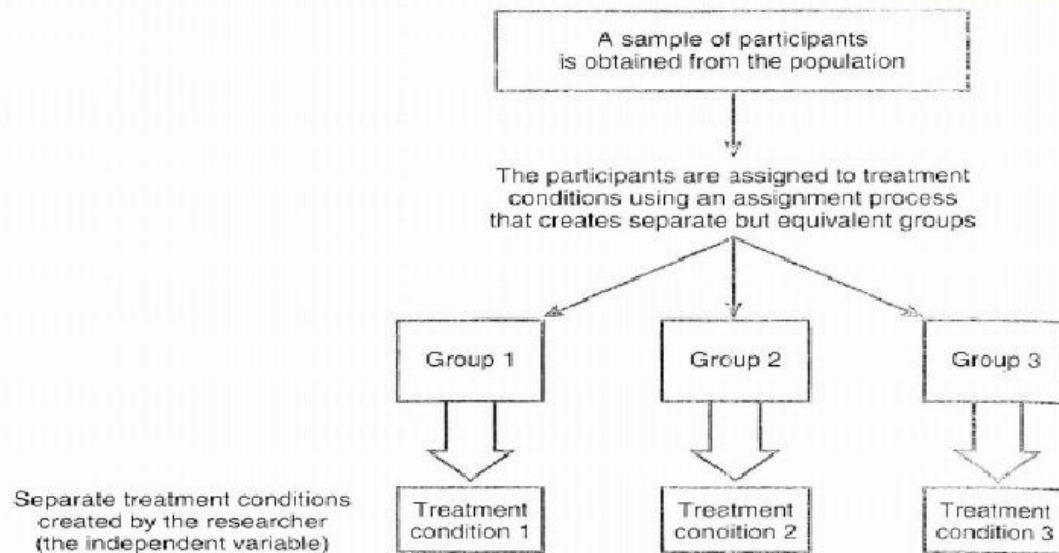 A sample of participants
is obtained from the population
The participants are assigned to treatment
conditions using an assignment process
that creates separate but equivalent groups
Group 1
Group 2
Group 3
Separate treatment conditions
created by the researcher
(the independent variable)
Treatment
condition 1
Treatment
condition 2
Treatment
condition 3